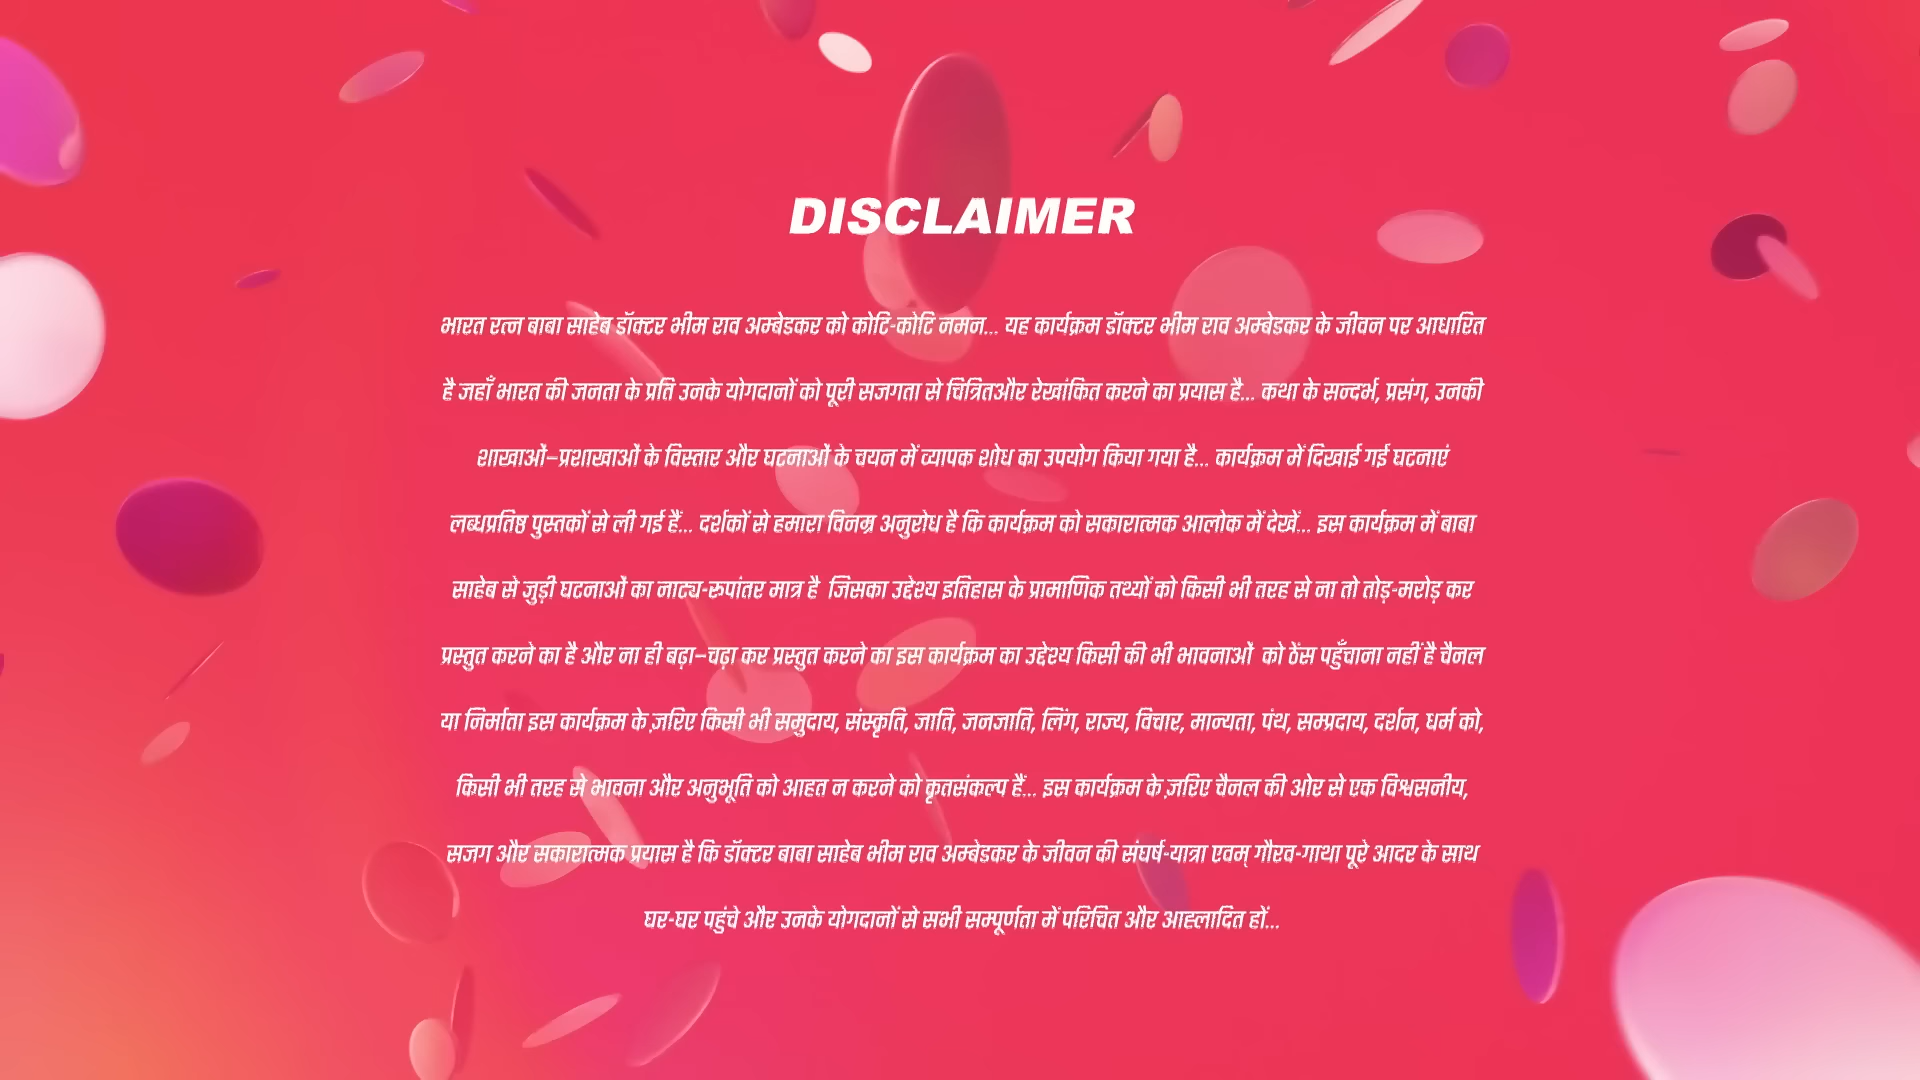 DISCLAIMER
भारत रत्न बाबा साहेब डॉक्टर भीम राव अम्बेडकर को कोटि-कोटि नमन... यह कार्यक्रम डॉक्टर भीम राव अम्बेडकर के जीवन पर आधारित
है जहाँ भारत की जनता के प्रति उनके योगदानों को पूरी सजगता से चित्रितऔर रेखांकित करने का प्रयास है... कथा के सन्दर्भ, प्रसंग, उनकी
शाखाओं–प्रशाखाओं के विस्तार और घटनाओं के चयन में व्यापक शोध का उपयोग किया गया है... कार्यक्रम में दिखाई गई घटनाएं
लब्धप्रतिष्ठ पुस्तकों से ली गई हैं... दर्शकों से हमारा विनम्र अनुरोध है कि कार्यक्रम को सकारात्मक आलोक में देखें... इस कार्यक्रम में बाबा
साहेब से जुड़ी घटनाओं का नाट्य-रुपांतर मात्र है जिसका उद्देश्य इतिहास के प्रामाणिक तथ्यों को किसी भी तरह से ना तो तोड़-मरोड़ कर
प्रस्तुत करने का है और ना ही बढ़ा–चढ़ा कर प्रस्तुत करने का इस कार्यक्रम का उद्देश्य किसी की भी भावनाओं को ठेंस पहुँचाना नहीं है चैनल
या निर्माता इस कार्यक्रम के ज़रिए किसी भी समुदाय, संस्कृति, जाति, जनजाति, लिंग, राज्य, विचार, मान्यता, पंथ, सम्प्रदाय, दर्शन, धर्म को,
किसी भी तरह से भावना और अनुभूति को आहत न करने को कृतसंकल्प हैं... इस कार्यक्रम के ज़रिए चैनल की ओर से एक विश्वसनीय,
सजग और सकारात्मक प्रयास है कि डॉक्टर बाबा साहेब भीम राव अम्बेडकर के जीवन की संघर्ष-यात्रा एवम् गौरव-गाथा पूरे आदर के साथ
घर-घर पहुंचे और उनके योगदानों से सभी सम्पूर्णता में परिचित और आह्लादित हों...